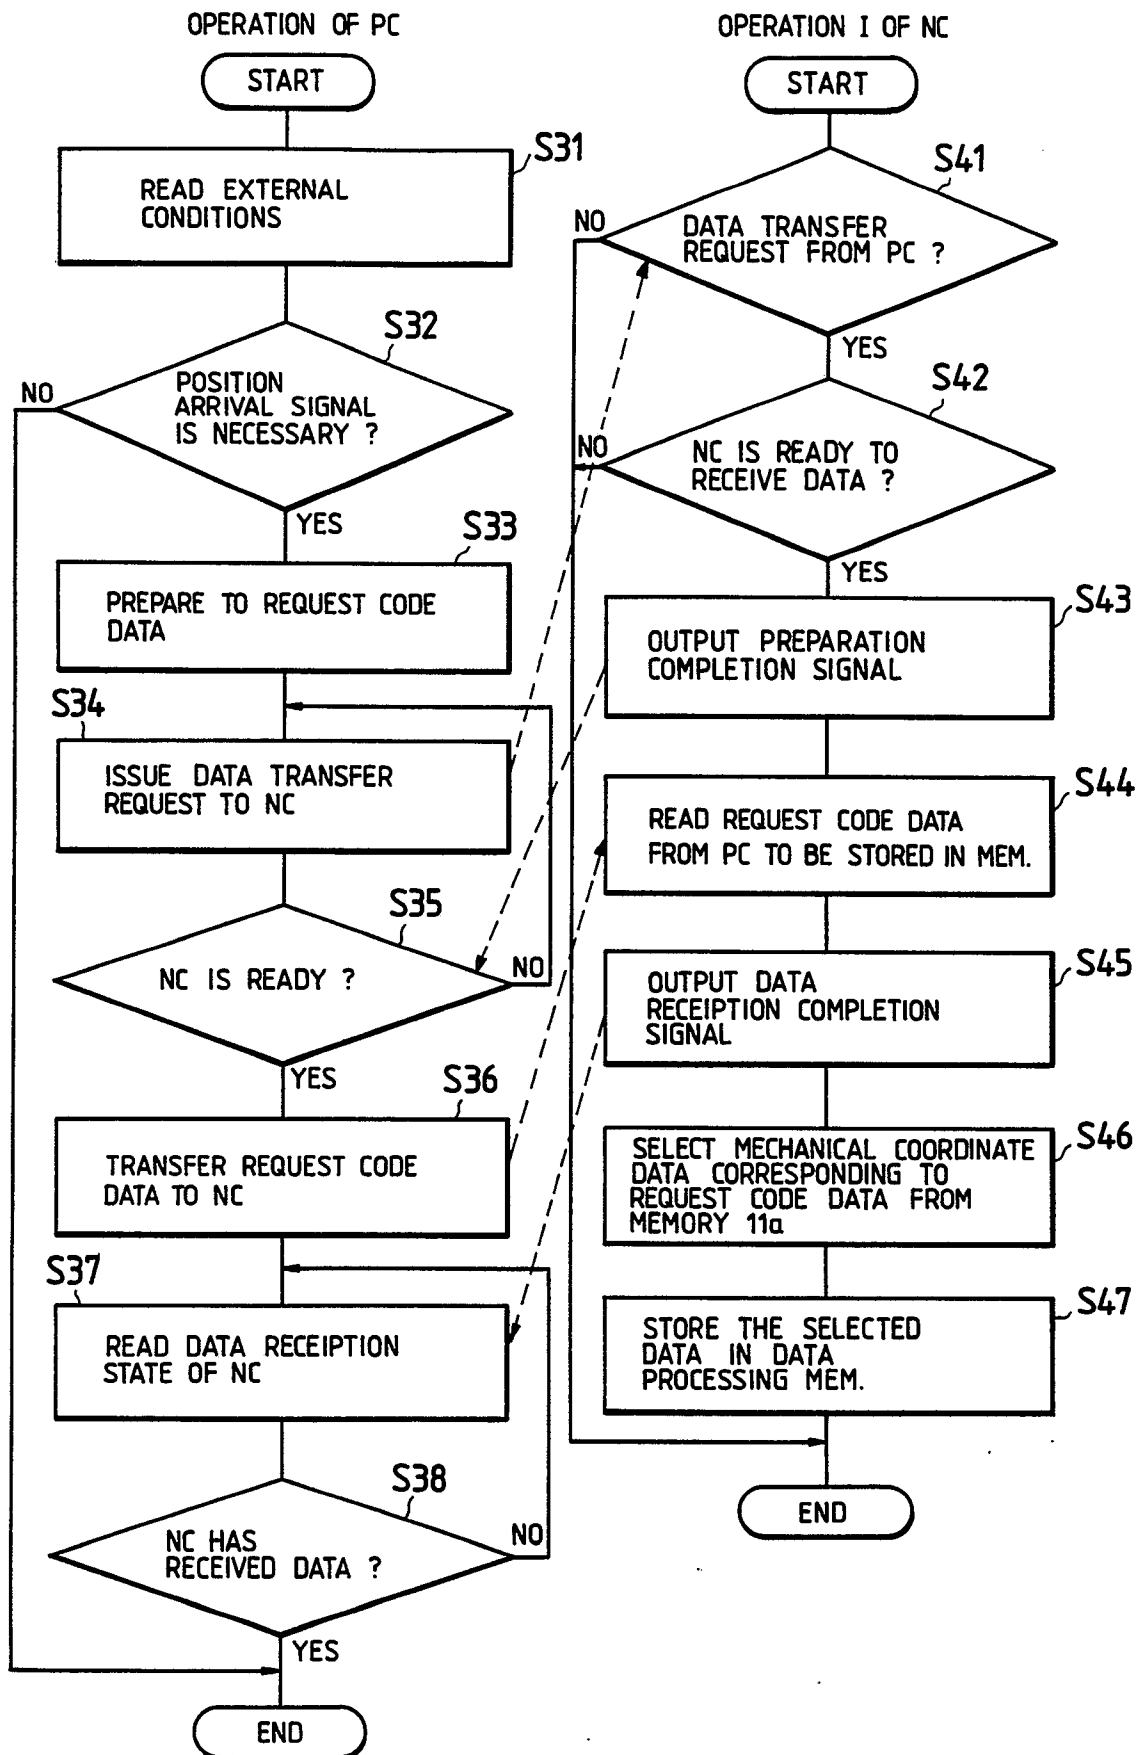 OPERATION OF PC
START
S31
READ EXTERNAL
CONDITIONS
S32
POSITION
ARRIVAL SIGNAL
IS NECESSARY ?
NO
YES
S33
PREPARE TO REQUEST CODE
DATA
S34
ISSUE DATA TRANSFER
REQUEST TO NC
S35
NC IS READY ?
NO
YES
S36
TRANSFER REQUEST CODE
DATA TO NC
S37
READ DATA RECEIPTION
STATE OF NC
S38
NC HAS
RECEIVED DATA ?
NO
YES
END
OPERATION I OF NC
START
S41
DATA TRANSFER
REQUEST FROM PC ?
NO
YES
S42
NC IS READY TO
RECEIVE DATA ?
NO
YES
S43
OUTPUT PREPARATION
COMPLETION SIGNAL
S44
READ REQUEST CODE DATA
FROM PC TO BE STORED IN MEM.
S45
OUTPUT DATA
RECEIPTION COMPLETION
SIGNAL
S46
SELECT MECHANICAL COORDINATE
DATA CORRESPONDING TO
REQUEST CODE DATA FROM
MEMORY 11a
S47
STORE THE SELECTED
DATA IN DATA
PROCESSING MEM.
END